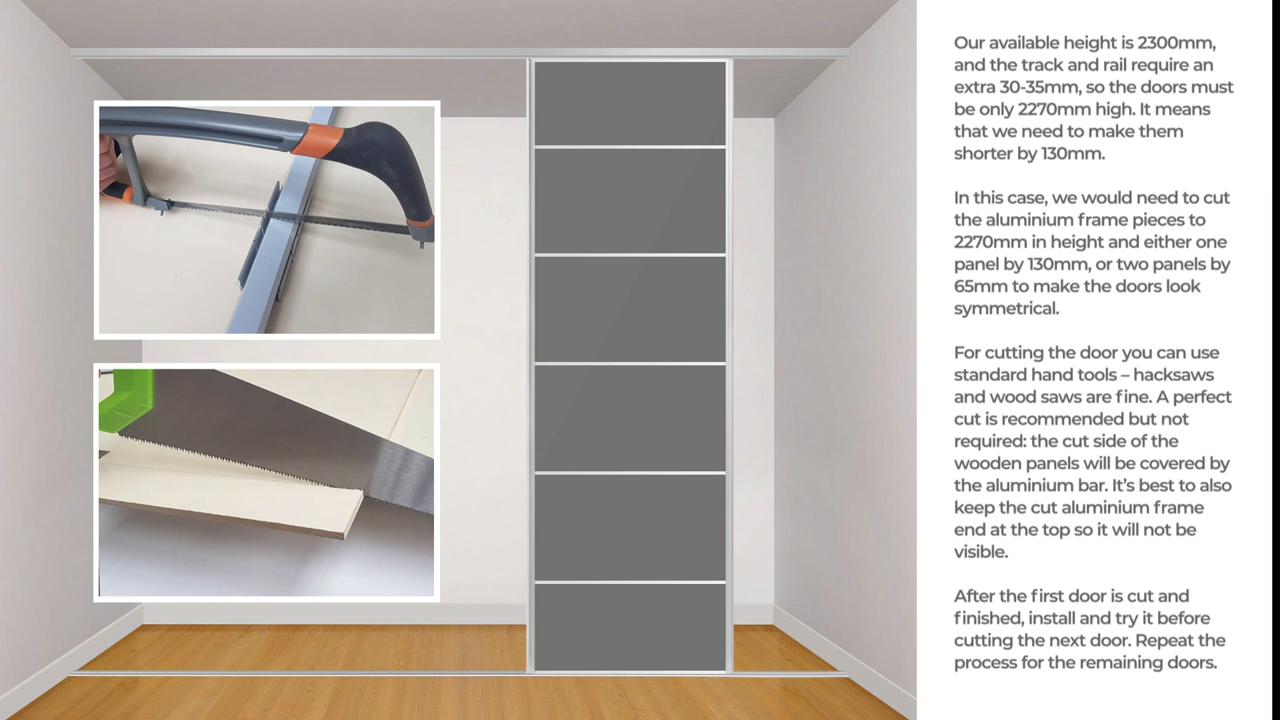 Our available height is 2300mm,
and the track and rail require an
extra 30-35mm, so the doors must
be only 2270mm high. It means
that we need to make them
shorter by 130mm.
In this case, we would need to cut
the aluminium frame pieces to
2270mm in height and either one
panel by 130mm, or two panels by
65mm to make the doors look
symmetrical.
For cutting the door you can use
standard hand tools – hacksaws
and wood saws are fine. A perfect
cut is recommended but not
required: the cut side of the
wooden panels will be covered by
the aluminium bar. It’s best to also
keep the cut aluminium frame
end at the top so it will not be
visible.
After the first door is cut and
finished, install and try it before
cutting the next door. Repeat the
process for the remaining doors.